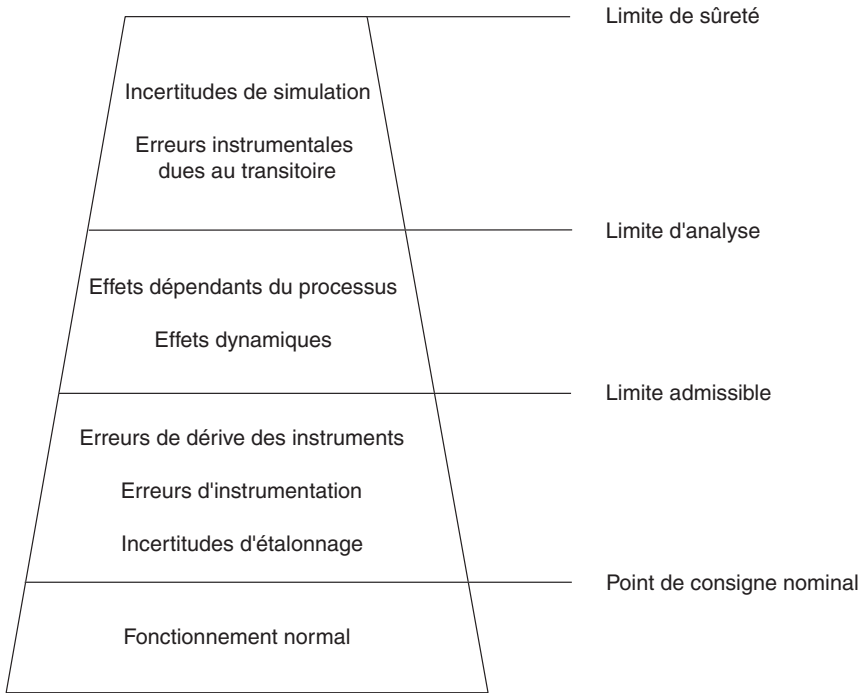 Limite de sûreté
Incertitudes de simulation
Erreurs instrumentales
dues au transitoire
Limite d'analyse
Effets dépendants du processus
Effets dynamiques
Limite admissible
Erreurs de dérive des instruments
Erreurs d'instrumentation
Incertitudes d'étalonnage
Point de consigne nominal
Fonctionnement normal